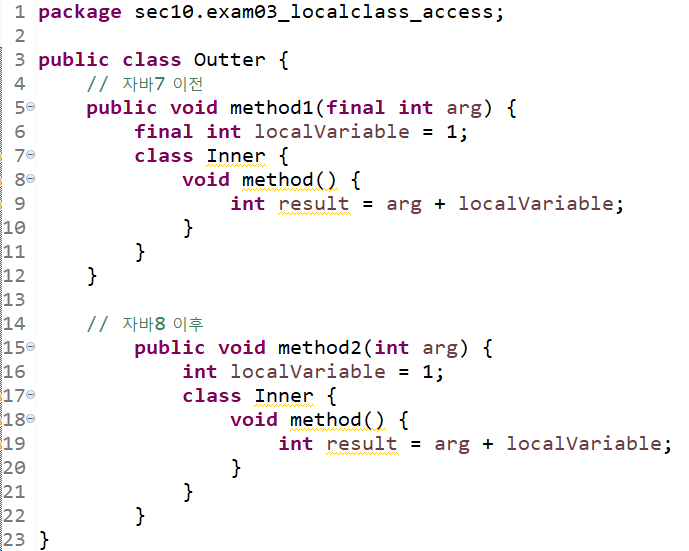 1 package sec10.exam03_localclass_access;
2
3 public class Outter {
4     // 자바7 이전
5     public void method1(final int arg) {
6         final int localVariable = 1;
7         class Inner {
8             void method() {
9                 int result = arg + localVariable;
10             }
11         }
12     }
13
14     // 자바8 이후
15         public void method2(int arg) {
16             int localVariable = 1;
17             class Inner {
18                 void method() {
19                     int result = arg + localVariable;
20                 }
21             }
22         }
23 }